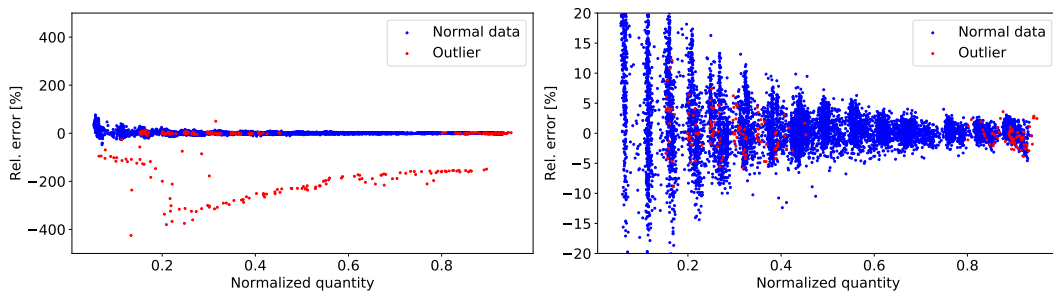 400
200
0
−200
−400
Rel. error [%]
0.2
0.4
0.6
0.8
Normalized quantity
Normal data
Outlier
20
15
10
5
0
−5
−10
−15
−20
Rel. error [%]
0.2
0.4
0.6
0.8
Normalized quantity
Normal data
Outlier